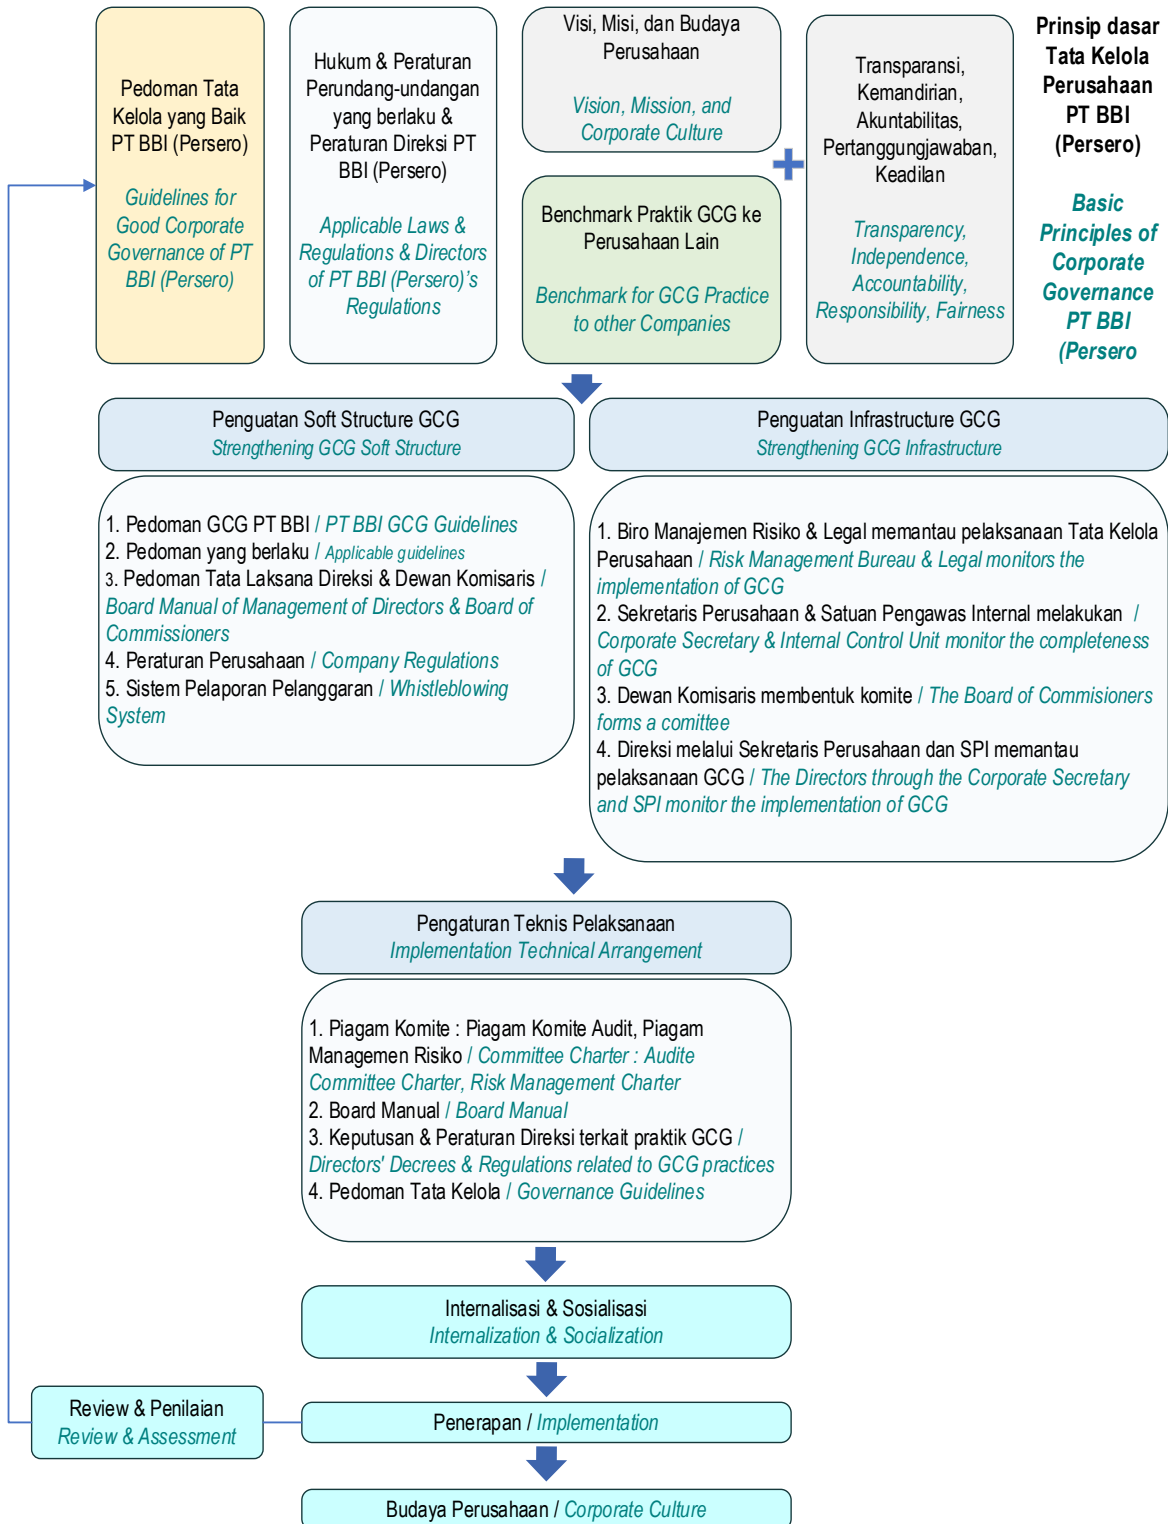 Pedoman Tata
Kelola yang Baik
PT BBI (Persero)
Guidelines for
Good Corporate
Governance of PT
BBI (Persero)
Hukum & Peraturan
Perundang-undangan
yang berlaku &
Peraturan Direksi PT
BBI (Persero)
Applicable Laws &
Regulations & Directors
of PT BBI (Persero)'s
Regulations
Visi, Misi, dan Budaya
Perusahaan
Vision, Mission, and
Corporate Culture
Benchmark Praktik GCG ke
Perusahaan Lain
Benchmark for GCG Practice
to other Companies
Transparansi,
Kemandirian,
Akuntabilitas,
Pertanggungjawaban,
Keadilan
Transparency,
Independence,
Accountability,
Responsibility, Fairness
Prinsip dasar
Tata Kelola
Perusahaan
PT BBI
(Persero)
Basic
Principles of
Corporate
Governance
PT BBI
(Persero
Penguatan Soft Structure GCG
Strengthening GCG Soft Structure
1. Pedoman GCG PT BBI / PT BBI GCG Guidelines
2. Pedoman yang berlaku / Applicable guidelines
3. Pedoman Tata Laksana Direksi & Dewan Komisaris /
Board Manual of Management of Directors & Board of
Commissioners
4. Peraturan Perusahaan / Company Regulations
5. Sistem Pelaporan Pelanggaran / Whistleblowing
System
Penguatan Infrastructure GCG
Strengthening GCG Infrastructure
1. Biro Manajemen Risiko & Legal memantau pelaksanaan Tata Kelola
Perusahaan / Risk Management Bureau & Legal monitors the
implementation of GCG
2. Sekretaris Perusahaan & Satuan Pengawas Internal melakukan /
Corporate Secretary & Internal Control Unit monitor the completeness
of GCG
3. Dewan Komisaris membentuk komite / The Board of Commisioners
forms a comittee
4. Direksi melalui Sekretaris Perusahaan dan SPI memantau
pelaksanaan GCG / The Directors through the Corporate Secretary
and SPI monitor the implementation of GCG
Pengaturan Teknis Pelaksanaan
Implementation Technical Arrangement
1. Piagam Komite : Piagam Komite Audit, Piagam
Managemen Risiko / Committee Charter : Audite
Committee Charter, Risk Management Charter
2. Board Manual / Board Manual
3. Keputusan & Peraturan Direksi terkait praktik GCG /
Directors' Decrees & Regulations related to GCG practices
4. Pedoman Tata Kelola / Governance Guidelines
Internalisasi & Sosialisasi
Internalization & Socialization
Review & Penilaian
Review & Assessment
Penerapan / Implementation
Budaya Perusahaan / Corporate Culture